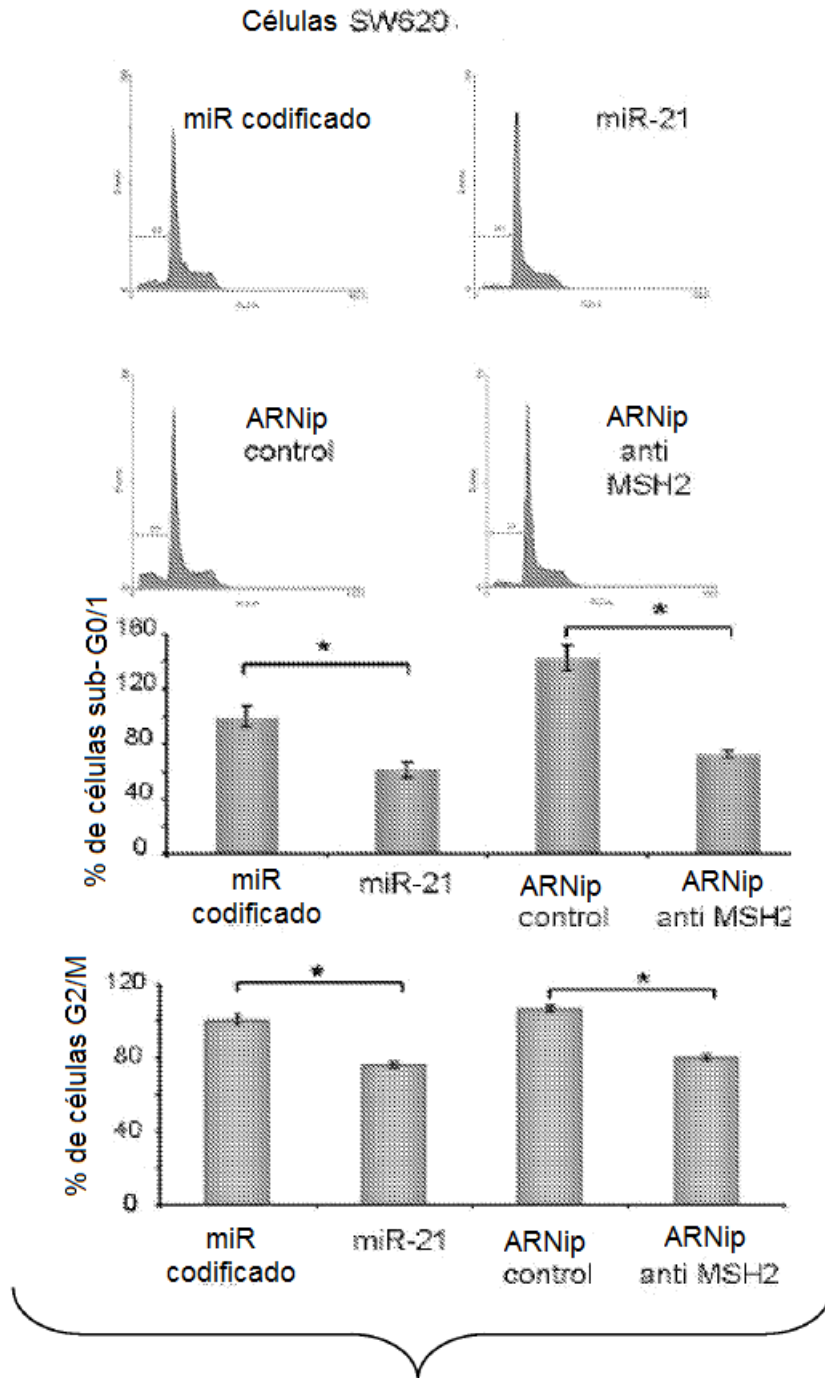 Células SW620
miR codificado
miR-21
ARNip
control
ARNip
anti
MSH2
% de células sub- G0/1
160
120
80
40
0
*
*
miR
codificado
miR-21
ARNip
control
ARNip
anti MSH2
% de células G2/M
120
80
40
0
*
*
miR
codificado
miR-21
ARNip
control
ARNip
anti MSH2